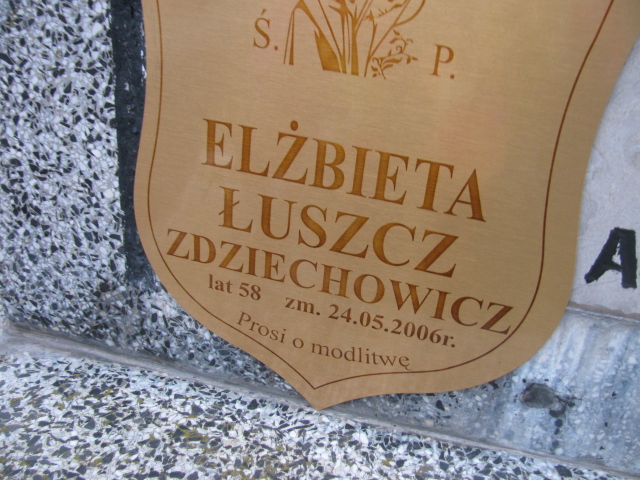 Ś. P.
ELŻBIETA
ŁUSZCZ
ZDZIECHOWICZ
lat 58 zm. 24.05.2006r.
Prosi o modlitwę
A